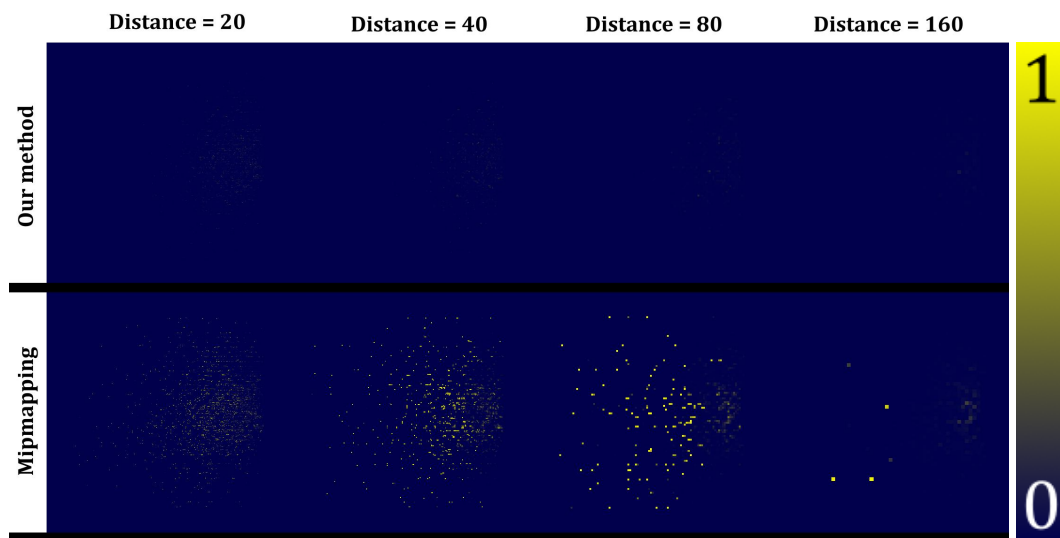 Distance = 20
Distance = 40
Distance = 80
Distance = 160
Our method
Mipmapping
1
0